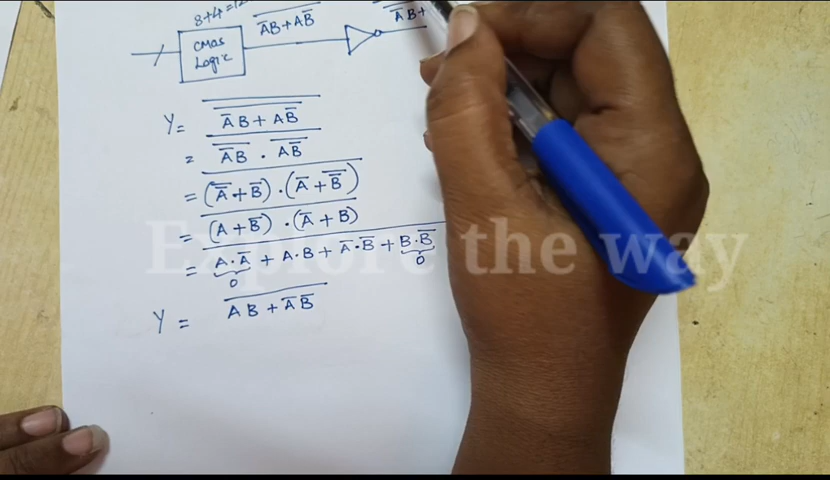 8+4=12
A̅B+AB̅
A̅B+
CMOS
Logic
Y = A̅B + AB̅
= A̅B . AB̅
= (A̅̅+B̅) . (A̅+B̅̅)
= (A+B̅) . (A̅+B)
= A.A̅ + A.B + A̅.B̅ + B.B̅
0 0
Y = AB + A̅B̅
Explore the way